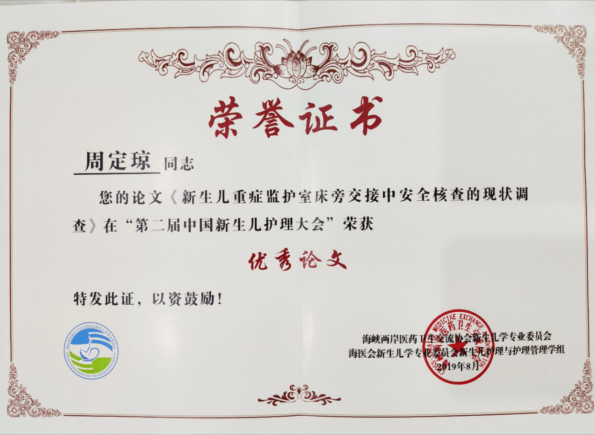 荣誉证书
周定琼 同志
您的论文《新生儿重症监护室床旁交接中安全核查的现状调
查》在“第二届中国新生儿护理大会”荣获
优秀论文
特发此证，以资鼓励！
海峡两岸医药卫生交流协会新生儿学专业委员会
海医会新生儿学专业委员会新生儿护理与护理管理学组
2019年8月